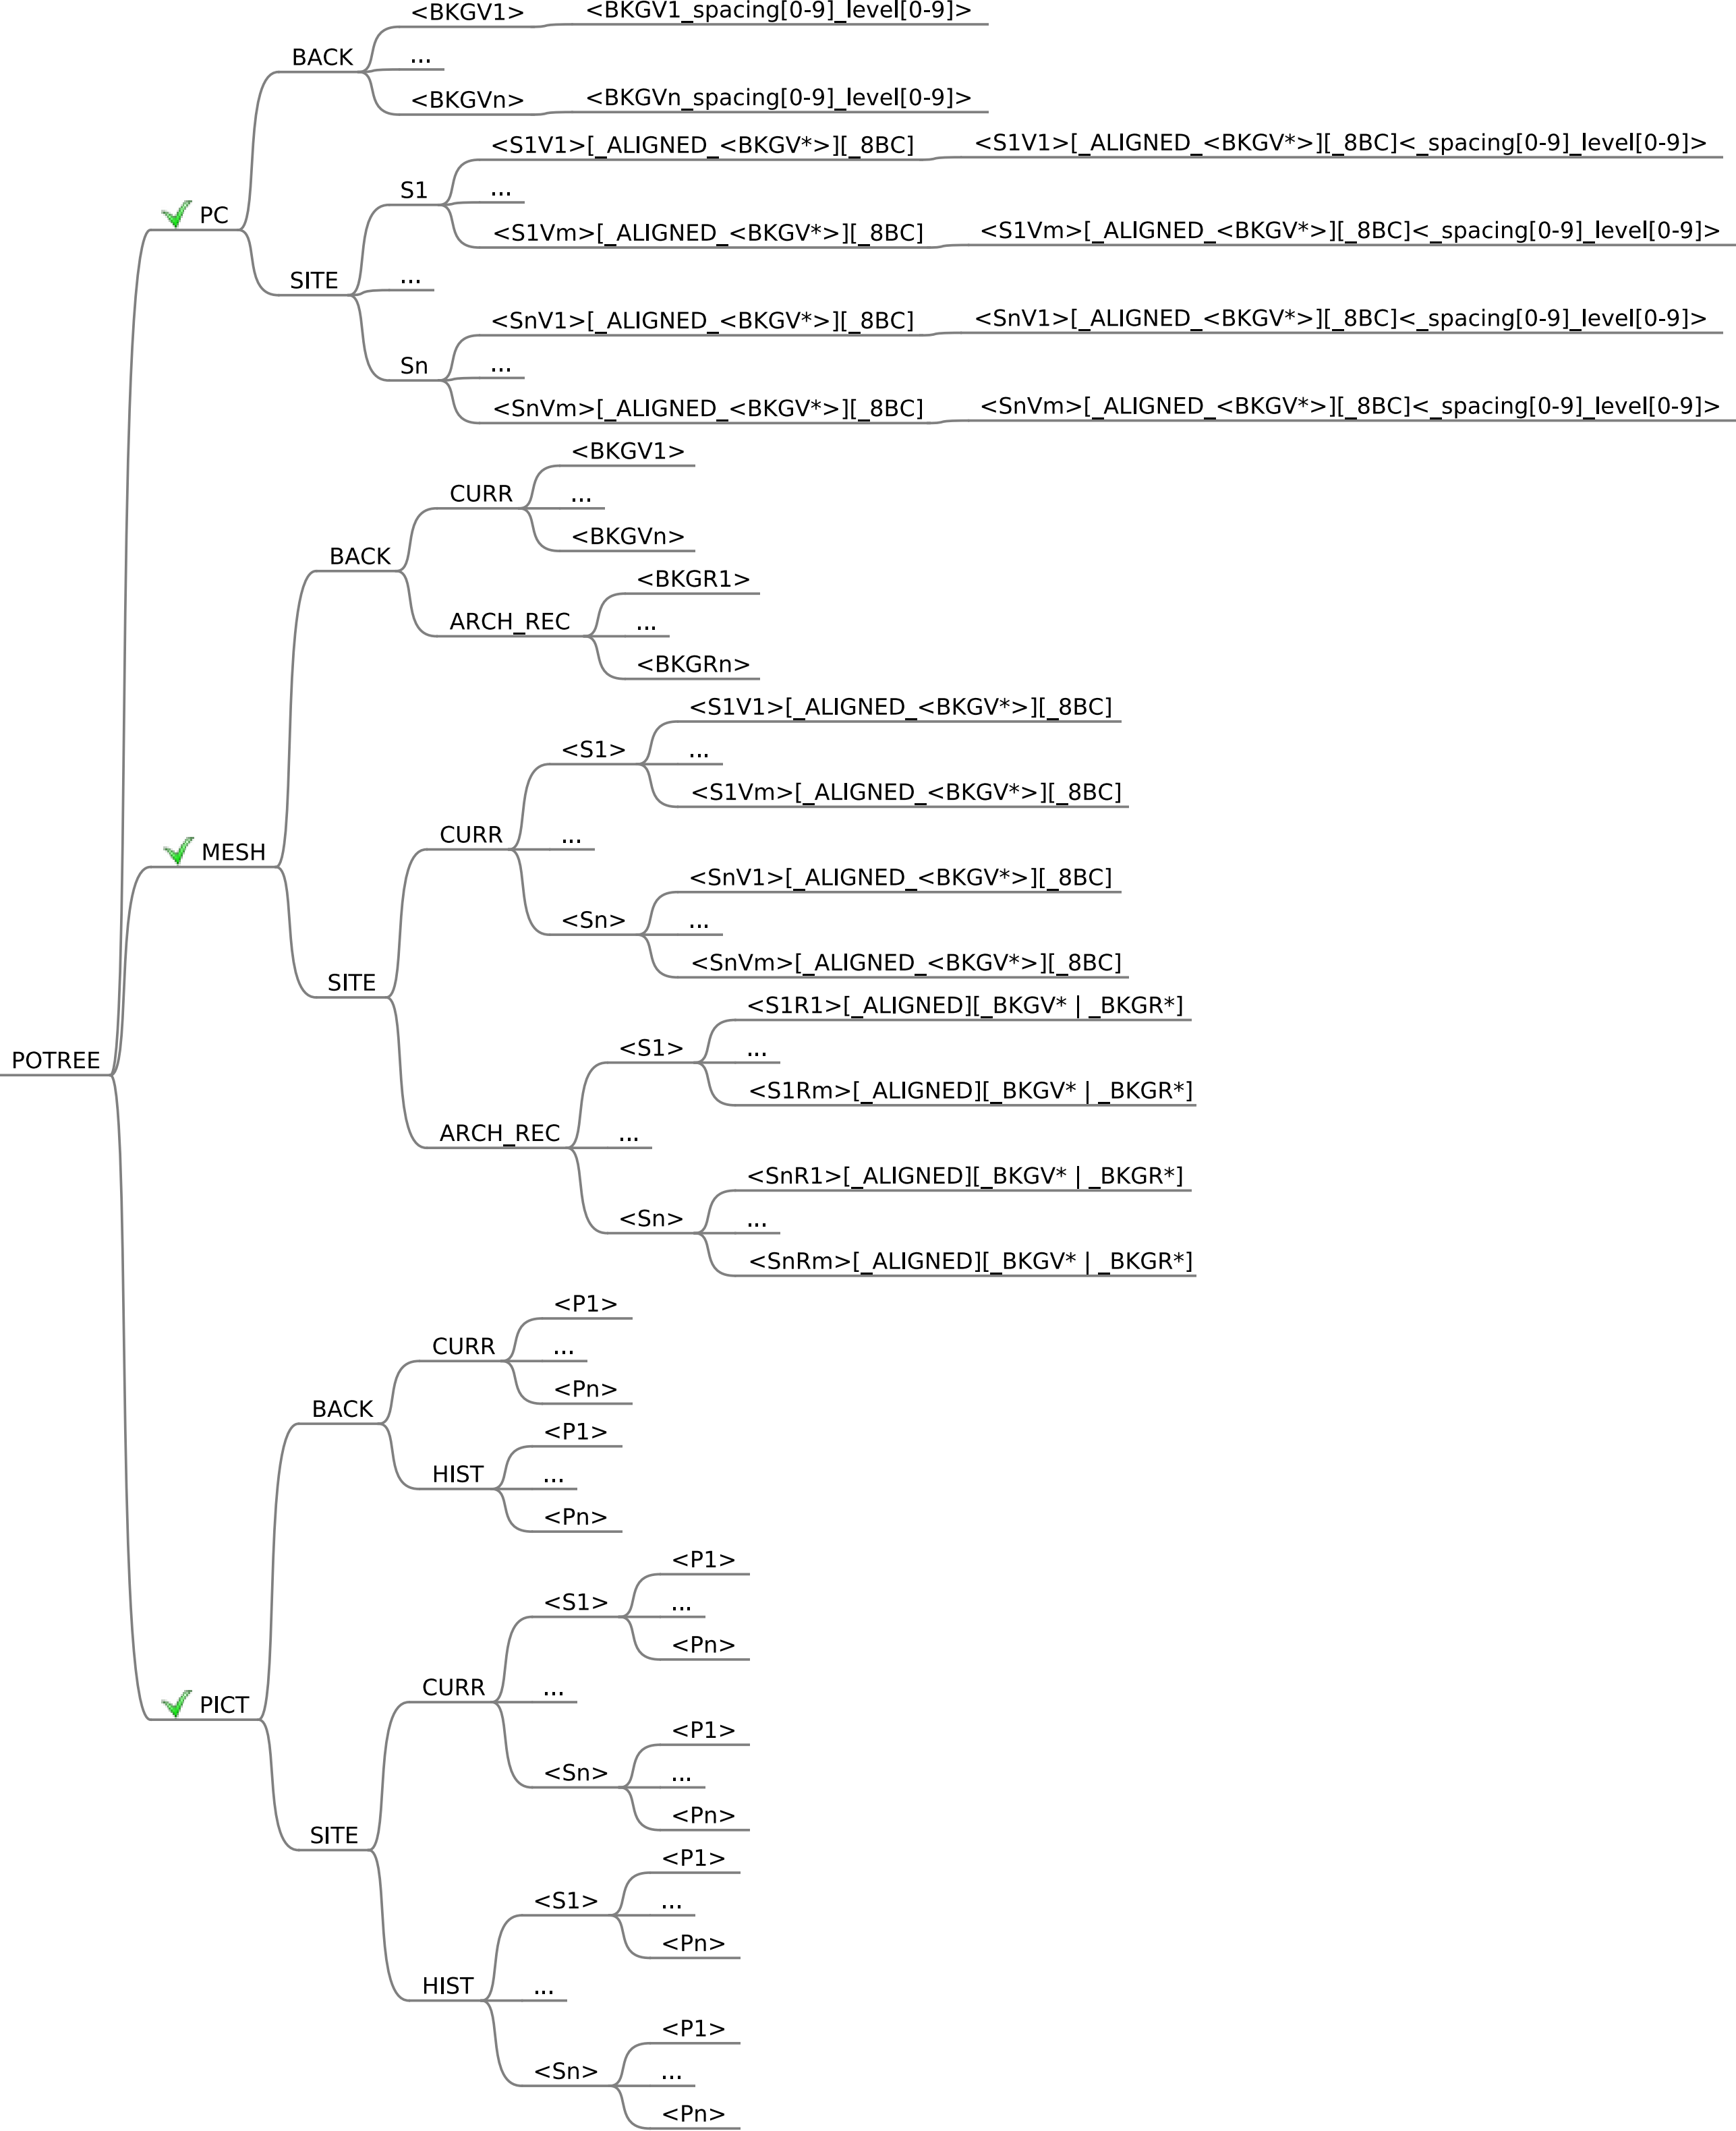 <BKGV1>
<BKGV1_spacing[0-9]_level[0-9]>
BACK
...
<BKGVn>
<BKGVn_spacing[0-9]_level[0-9]>
<S1V1>[_ALIGNED_<BKGV*>][_8BC]
<S1V1>[_ALIGNED_<BKGV*>][_8BC]<_spacing[0-9]_level[0-9]>
S1
...
PC
<S1Vm>[_ALIGNED_<BKGV*>][_8BC]
<S1Vm>[_ALIGNED_<BKGV*>][_8BC]<_spacing[0-9]_level[0-9]>
SITE
...
<SnV1>[_ALIGNED_<BKGV*>][_8BC]
<SnV1>[_ALIGNED_<BKGV*>][_8BC]<_spacing[0-9]_level[0-9]>
Sn
...
<SnVm>[_ALIGNED_<BKGV*>][_8BC]
<SnVm>[_ALIGNED_<BKGV*>][_8BC]<_spacing[0-9]_level[0-9]>
<BKGV1>
CURR
...
<BKGVn>
BACK
<BKGR1>
ARCH_REC
...
<BKGRn>
<S1V1>[_ALIGNED_<BKGV*>][_8BC]
<S1>
...
<S1Vm>[_ALIGNED_<BKGV*>][_8BC]
CURR
...
MESH
<SnV1>[_ALIGNED_<BKGV*>][_8BC]
<Sn>
...
<SnVm>[_ALIGNED_<BKGV*>][_8BC]
SITE
<S1R1>[_ALIGNED][_BKGV* | _BKGR*]
<S1>
...
POTREE
<S1Rm>[_ALIGNED][_BKGV* | _BKGR*]
ARCH_REC
...
<SnR1>[_ALIGNED][_BKGV* | _BKGR*]
<Sn>
...
<SnRm>[_ALIGNED][_BKGV* | _BKGR*]
<P1>
CURR
...
<Pn>
BACK
<P1>
HIST
...
<Pn>
<P1>
<S1>
...
<Pn>
CURR
...
PICT
<P1>
<Sn>
...
<Pn>
SITE
<P1>
<S1>
...
<Pn>
HIST
...
<P1>
<Sn>
...
<Pn>